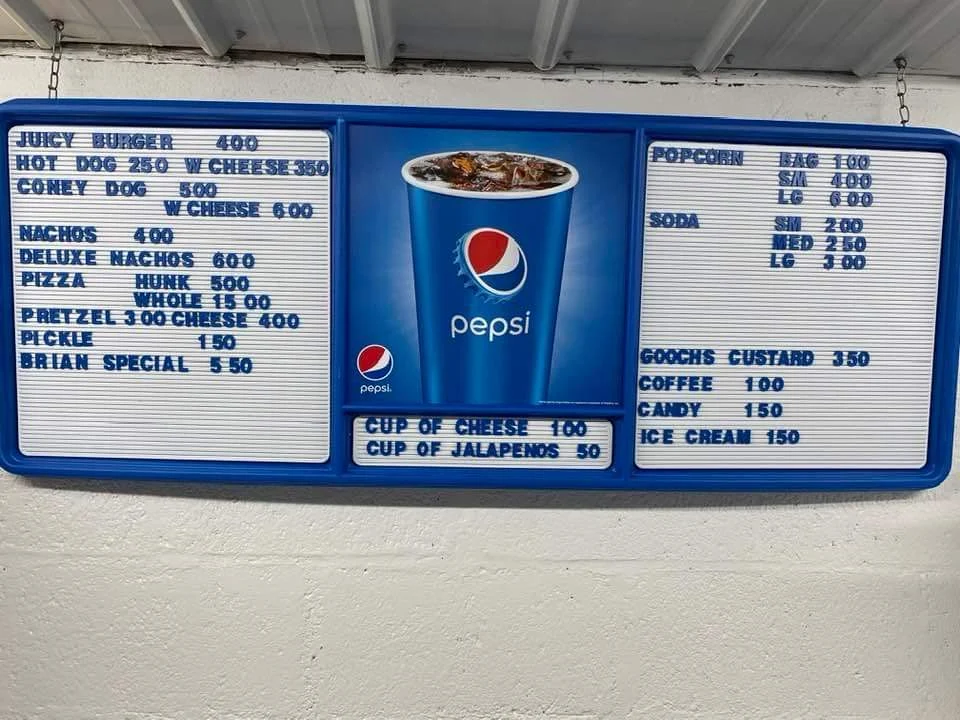 JUICY BURGER 400
HOT DOG 250 W CHEESE 350
CONEY DOG 500
W CHEESE 600
NACHOS 400
DELUXE NACHOS 600
PIZZA HUNK 500
WHOLE 15 00
PRETZEL 3 00 CHEESE 400
PICKLE 1 50
BRIAN SPECIAL 5 50
pepsi
pepsi.
CUP OF CHEESE 100
CUP OF JALAPENOS 50
POPCORN BAG 100
SM 400
LG 600
SODA SM 200
MED 250
LG 3 00
GOOCHS CUSTARD 350
COFFEE 100
CANDY 150
ICE CREAM 150